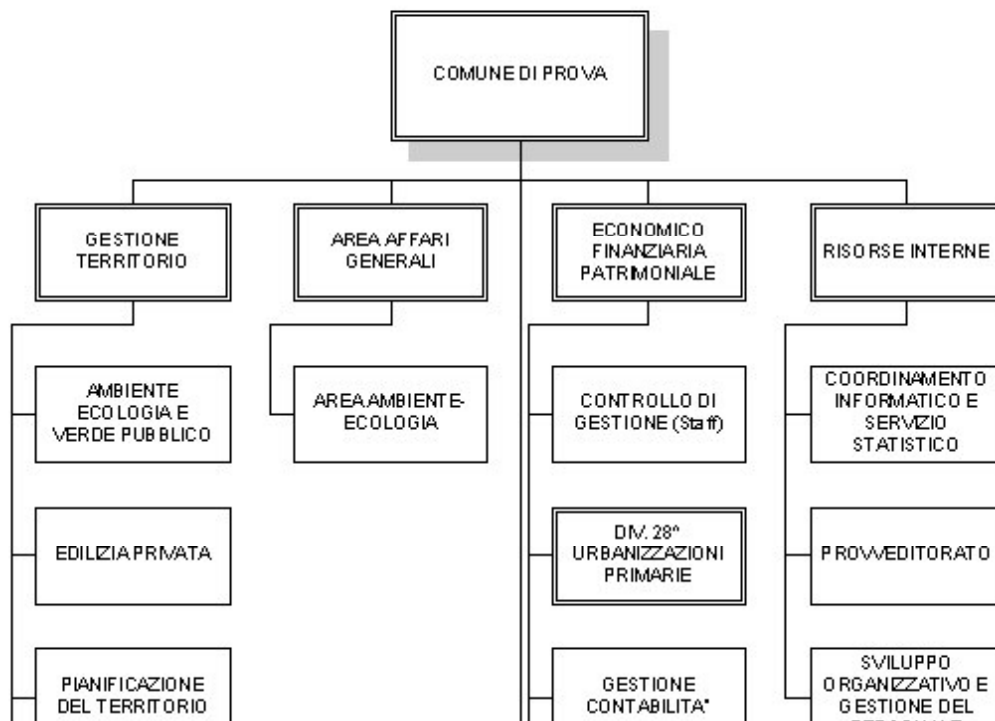 COMUNE DI PROVA
GESTIONE
TERRITORIO
AREA AFFARI
GENERALI
ECONOMICO
FINANZIARIA
PATRIMONIALE
RISORSE INTERNE
AMBIENTE
ECOLOGIA E
VERDE PUBBLICO
AREA AMBIENTE-
ECOLOGIA
CONTROLLO DI
GESTIONE (Staff)
COORDINAMENTO
INFORMATICO E
SERVIZIO
STATISTICO
EDILIZIA PRIVATA
DIV. 28^
URBANIZZAZIONI
PRIMARIE
PROVVEDITORATO
PIANIFICAZIONE
DEL TERRITORIO
GESTIONE
CONTABILITA"
SVILUPPO
ORGANIZZATIVO E
GESTIONE DEL